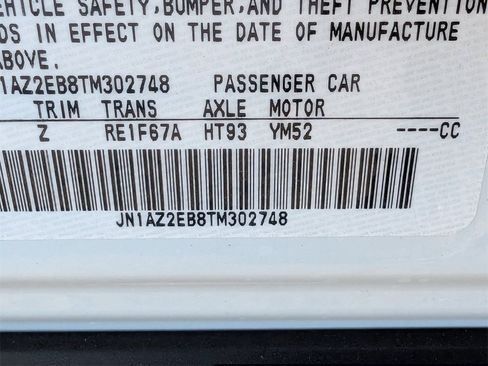 EHICLE SAFETY,BUMPER,AND THEFT PREVENTION
DS IN EFFECT ON THE DATE OF MANUFACTURE
ABOVE.
1AZ2EB8TM302748 PASSENGER CAR
TRIM TRANS AXLE MOTOR
Z RE1F67A HT93 YM52 ----CC
JN1AZ2EB8TM302748